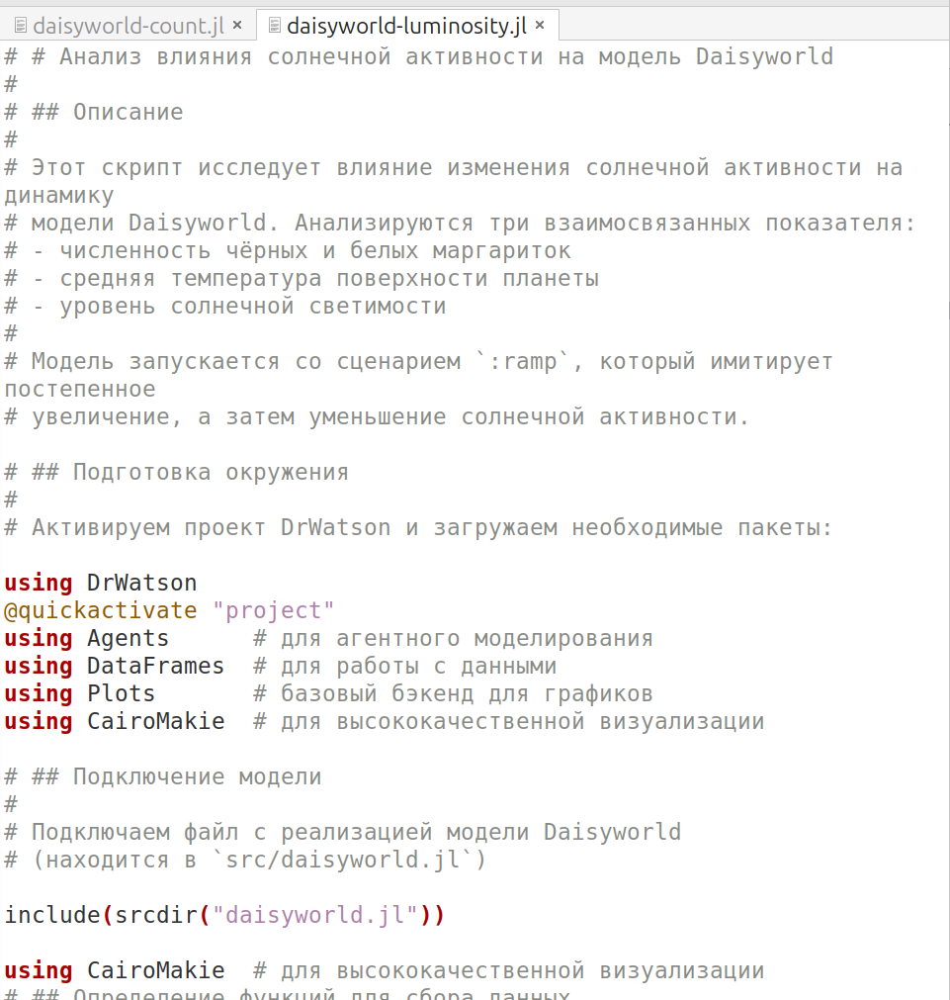 daisyworld-count.jl × daisyworld-luminosity.jl ×
# # Анализ влияния солнечной активности на модель Daisyworld
#
# ## Описание
#
# Этот скрипт исследует влияние изменения солнечной активности на
динамику
# модели Daisyworld. Анализируются три взаимосвязанных показателя:
# - численность чёрных и белых маргариток
# - средняя температура поверхности планеты
# - уровень солнечной светимости
#
# Модель запускается со сценарием `:ramp`, который имитирует
постепенное
# увеличение, а затем уменьшение солнечной активности.

# ## Подготовка окружения
#
# Активируем проект DrWatson и загружаем необходимые пакеты:

using DrWatson
@quickactivate "project"
using Agents      # для агентного моделирования
using DataFrames  # для работы с данными
using Plots       # базовый бэкенд для графиков
using CairoMakie  # для высококачественной визуализации

# ## Подключение модели
#
# Подключаем файл с реализацией модели Daisyworld
# (находится в `src/daisyworld.jl`)

include(srcdir("daisyworld.jl"))

using CairoMakie  # для высококачественной визуализации
# ## Определение функций для сбора данных